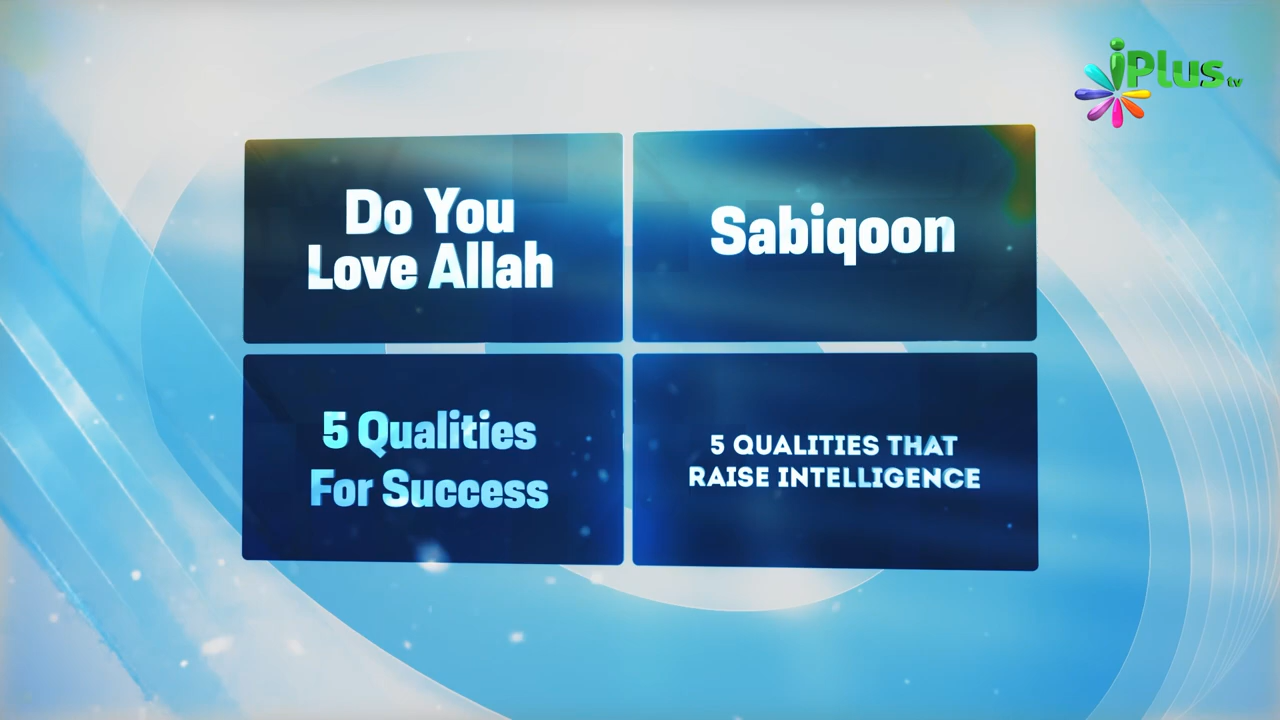 iPlus tv
Do You
Love Allah
Sabiqoon
5 Qualities
For Success
5 QUALITIES THAT
RAISE INTELLIGENCE